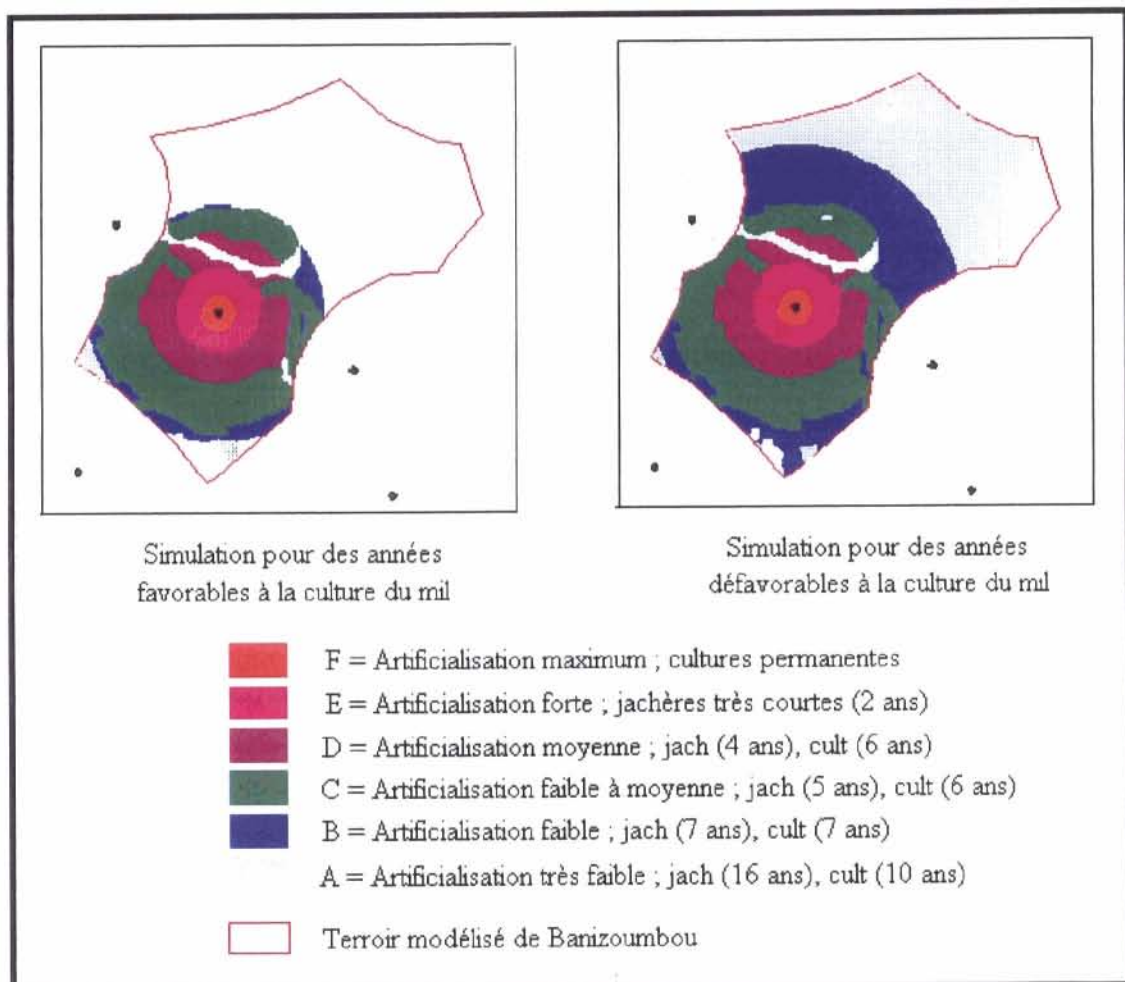 Simulation pour des années
favorables à la culture du mil
Simulation pour des années
défavorables à la culture du mil
F = Artificialisation maximum ; cultures permanentes
E = Artificialisation forte ; jachères très courtes (2 ans)
D = Artificialisation moyenne ; jach (4 ans), cult (6 ans)
C = Artificialisation faible à moyenne ; jach (5 ans), cult (6 ans)
B = Artificialisation faible ; jach (7 ans), cult (7 ans)
A = Artificialisation très faible ; jach (16 ans), cult (10 ans)
Terroir modélisé de Banizoumbou